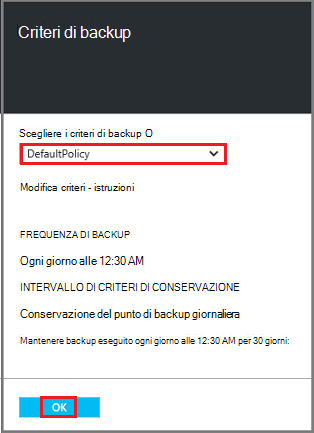 Criteri di backup
Scegliere i criteri di backup O
DefaultPolicy
Modifica criteri - istruzioni
FREQUENZA DI BACKUP
Ogni giorno alle 12:30 AM
INTERVALLO DI CRITERI DI CONSERVAZIONE
Conservazione del punto di backup giornaliera
Mantenere backup eseguito ogni giorno alle 12:30 AM per 30 giorni:
OK